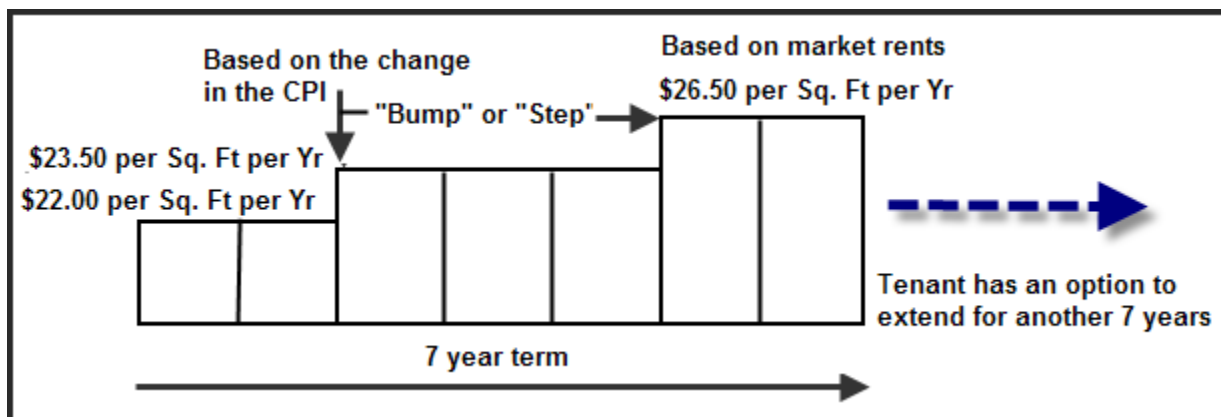 Based on the change
in the CPI
"Bump" or "Step"
Based on market rents
$26.50 per Sq. Ft per Yr
$23.50 per Sq. Ft per Yr
$22.00 per Sq. Ft per Yr
Tenant has an option to
extend for another 7 years
7 year term